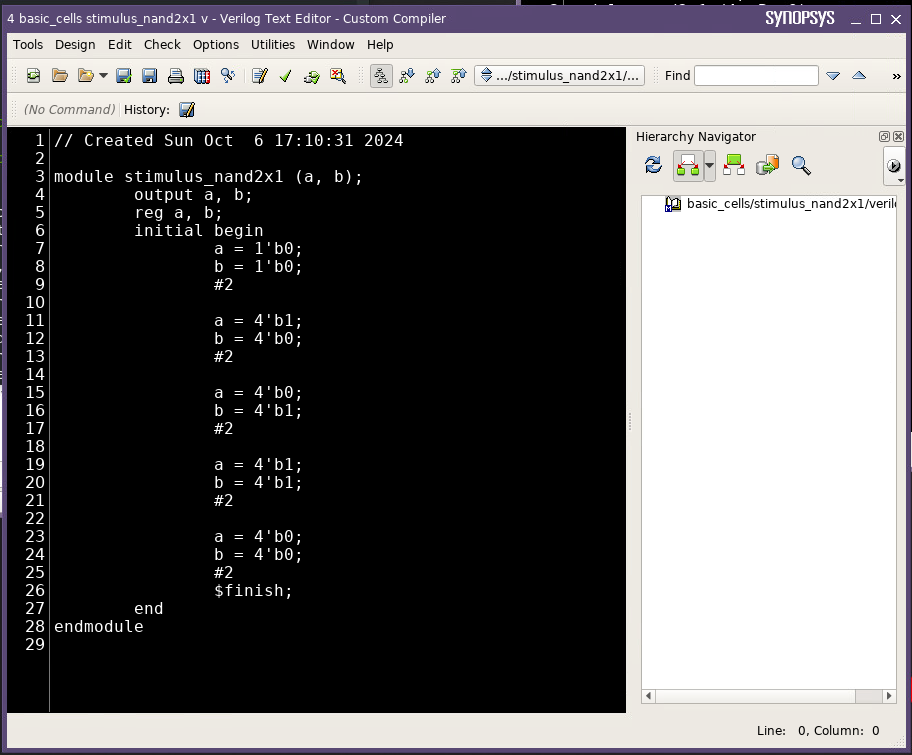 4 basic_cells stimulus_nand2x1 v - Verilog Text Editor - Custom Compiler
SYNOPSYS
Tools Design Edit Check Options Utilities Window Help
.../stimulus_nand2x1/...
Find
»
(No Command) History:
1 // Created Sun Oct  6 17:10:31 2024
2
3 module stimulus_nand2x1 (a, b);
4         output a, b;
5         reg a, b;
6         initial begin
7                 a = 1'b0;
8                 b = 1'b0;
9                 #2
10
11                 a = 4'b1;
12                 b = 4'b0;
13                 #2
14
15                 a = 4'b0;
16                 b = 4'b1;
17                 #2
18
19                 a = 4'b1;
20                 b = 4'b1;
21                 #2
22
23                 a = 4'b0;
24                 b = 4'b0;
25                 #2
26                 $finish;
27         end
28 endmodule
29
Hierarchy Navigator
basic_cells/stimulus_nand2x1/veril
Line: 0, Column: 0